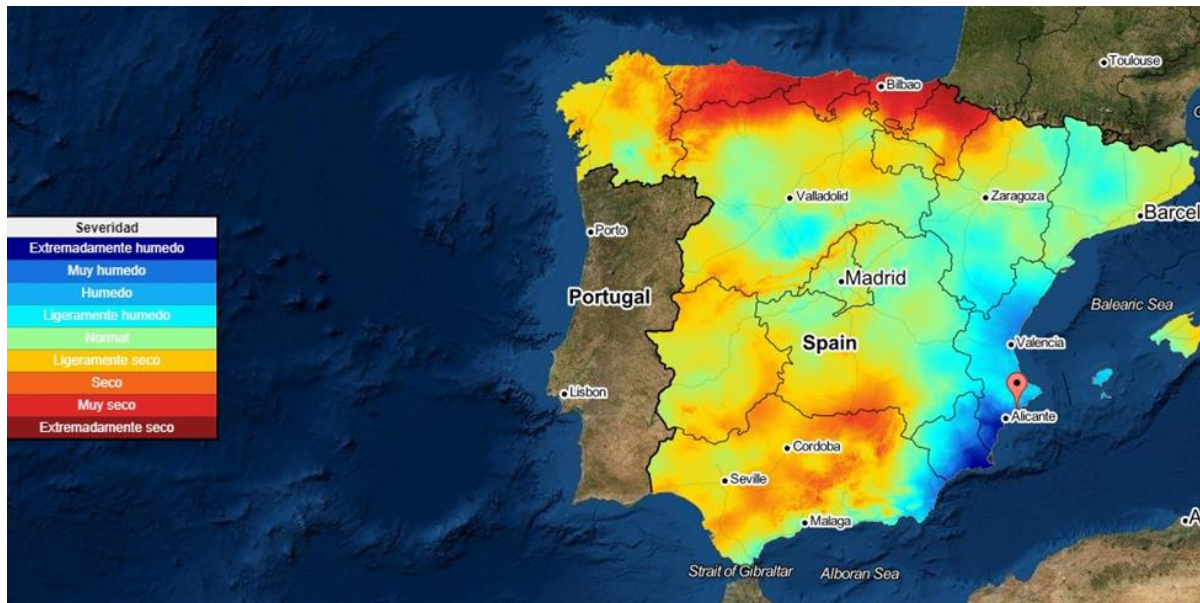 Toulouse
Bilbao
Valladolid
Zaragoza
Barcel
Severidad
Extremadamente humedo
Muy humedo
Humedo
Ligeramente humedo
Normal
Ligeramente seco
Seco
Muy seco
Extremadamente seco
Porto
Madrid
Portugal
Balearic Sea
Spain
Valencia
Lisbon
Alicante
Cordoba
Seville
Malaga
A
Strait of Gibraltar
Alboran Sea